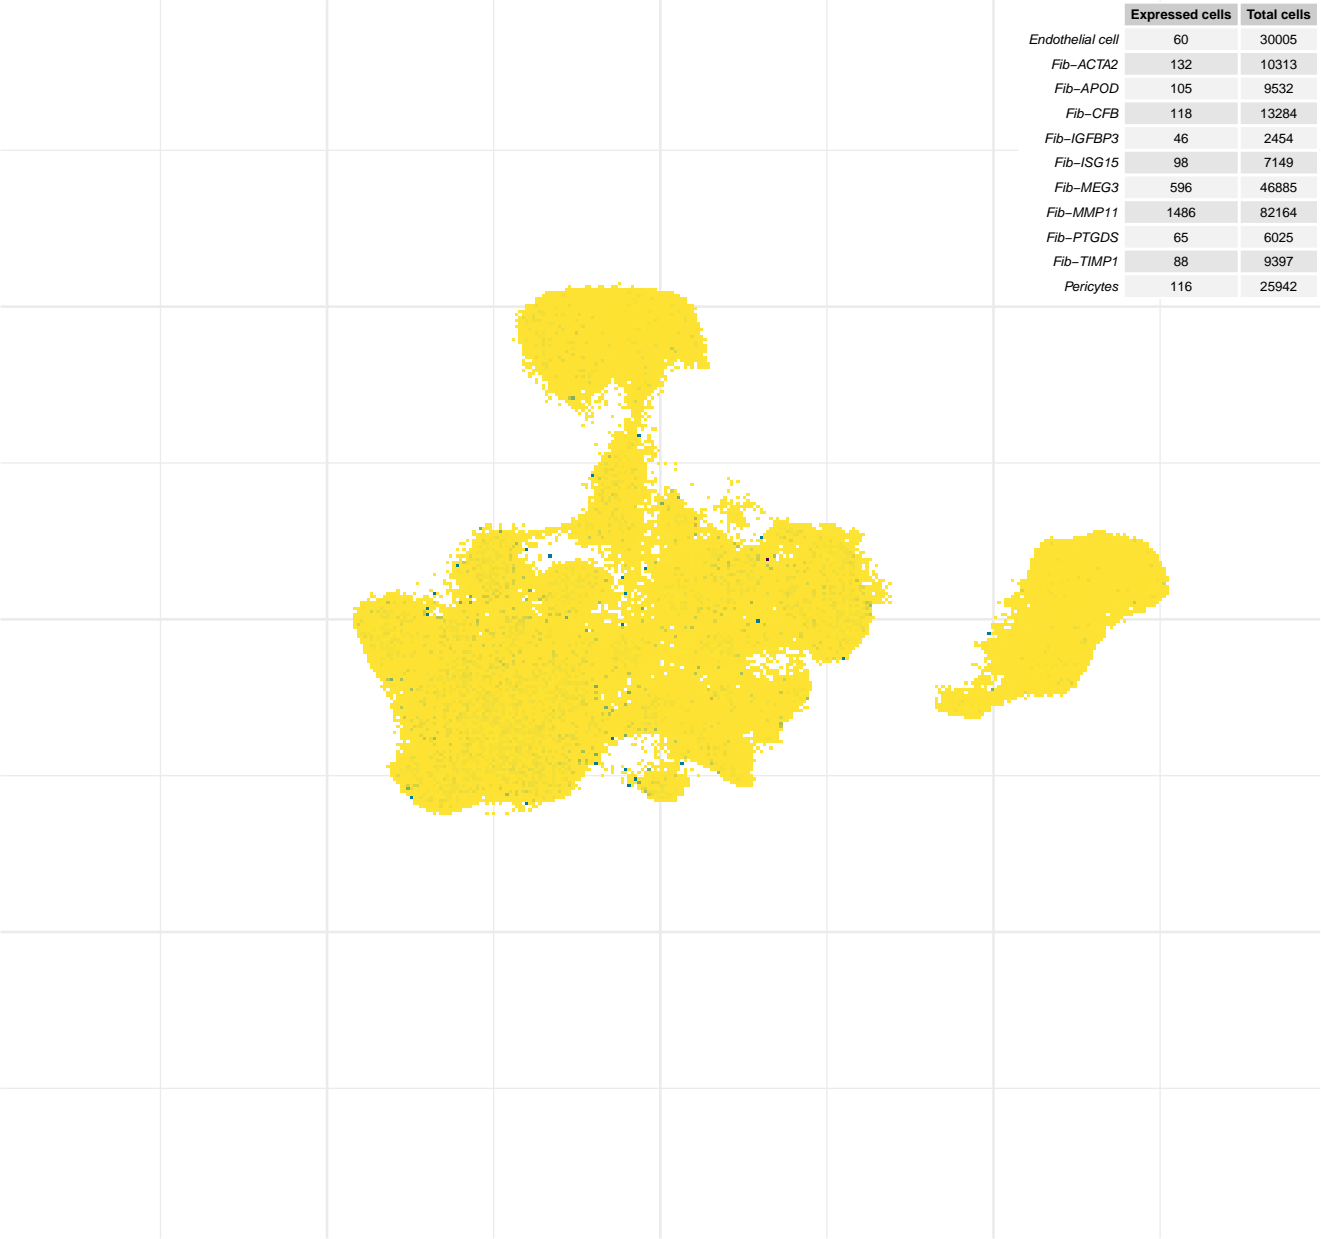 Expressed cells Total cells
Endothelial cell 60 30005
Fib−ACTA2 132 10313
Fib−APOD 105 9532
Fib−CFB 118 13284
Fib−IGFBP3 46 2454
Fib−ISG15 98 7149
Fib−MEG3 596 46885
Fib−MMP11 1486 82164
Fib−PTGDS 65 6025
Fib−TIMP1 88 9397
Pericytes 116 25942